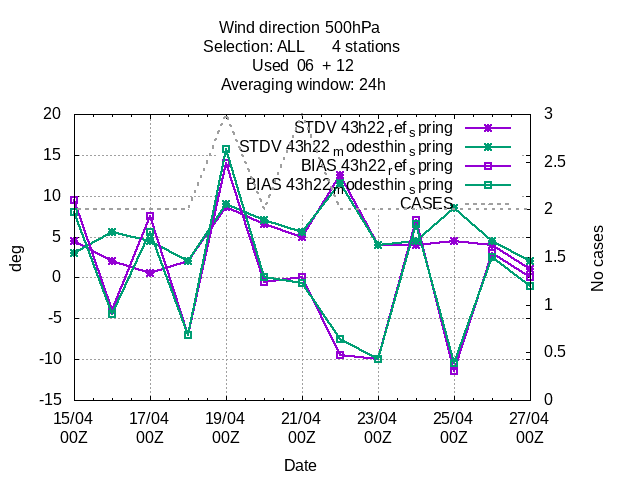 Wind direction 500hPa
Selection: ALL 4 stations
Used 06 + 12
Averaging window: 24h
20
15
10
5
0
-5
-10
-15
deg
STDV 43h22_ref_spring
STDV 43h22_modesthin_spring
BIAS 43h22_ref_spring
BIAS 43h22_modesthin_spring
CASES
3
2.5
2
1.5
1
0.5
0
No cases
15/04 17/04 19/04 21/04 23/04 25/04 27/04
00Z 00Z 00Z 00Z 00Z 00Z 00Z
Date